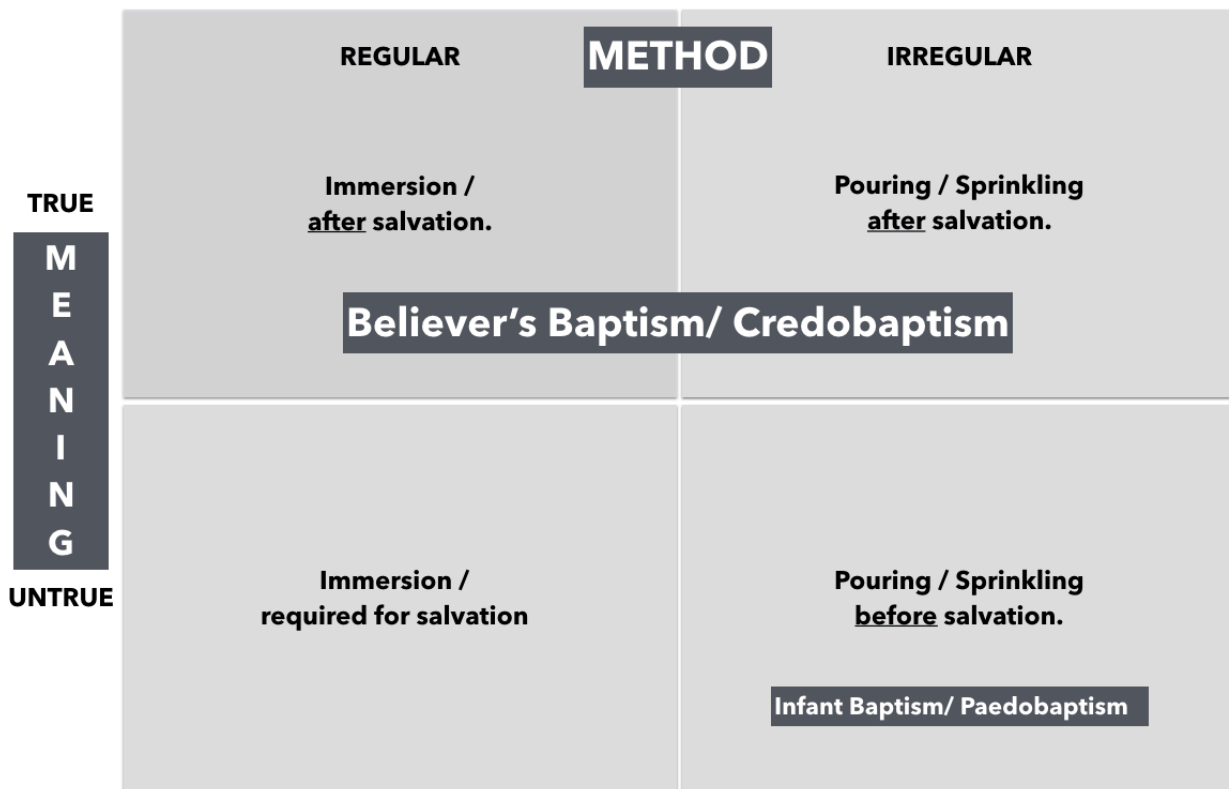 REGULAR
METHOD
IRREGULAR
TRUE
MEANING
UNTRUE
Immersion /
after salvation.
Pouring / Sprinkling
after salvation.
Believer's Baptism/ Credobaptism
Immersion /
required for salvation
Pouring / Sprinkling
before salvation.
Infant Baptism/ Paedobaptism